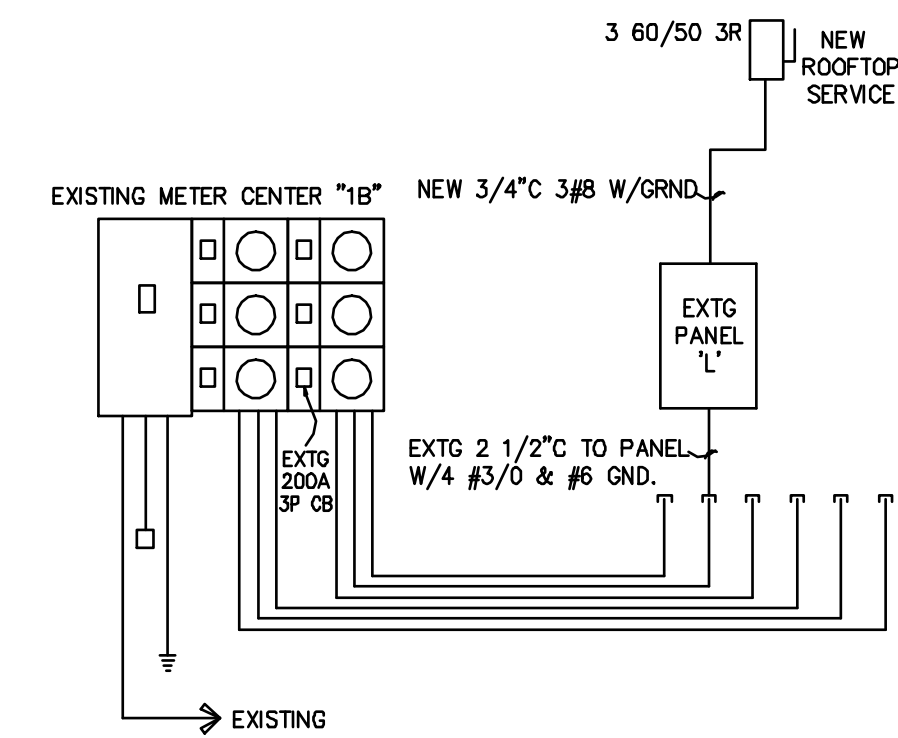 3 60/50 3R
NEW
ROOFTOP
SERVICE
EXISTING METER CENTER "1B"
NEW 3/4"C 3#8 W/GRND
EXTG
PANEL
'L'
EXTG 2 1/2"C TO PANEL
W/4 #3/0 & #6 GND.
EXTG
200A
3P CB
EXISTING